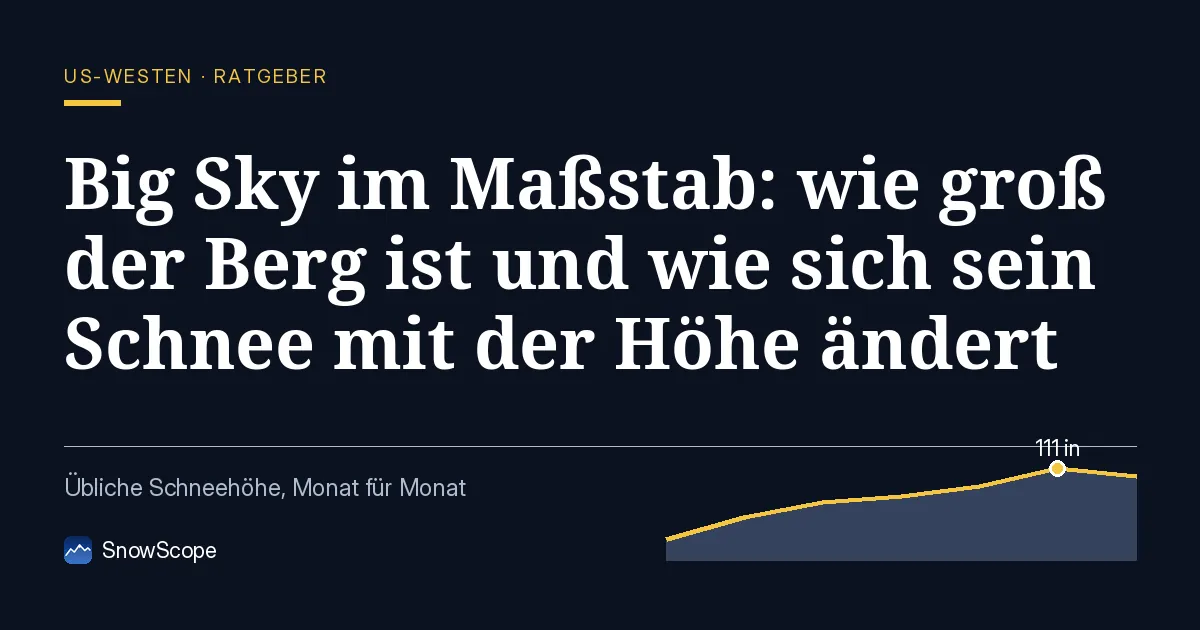 US-WESTEN · RATGEBER
Big Sky im Maßstab: wie groß
der Berg ist und wie sich sein
Schnee mit der Höhe ändert
111 in
Übliche Schneehöhe, Monat für Monat
SnowScope